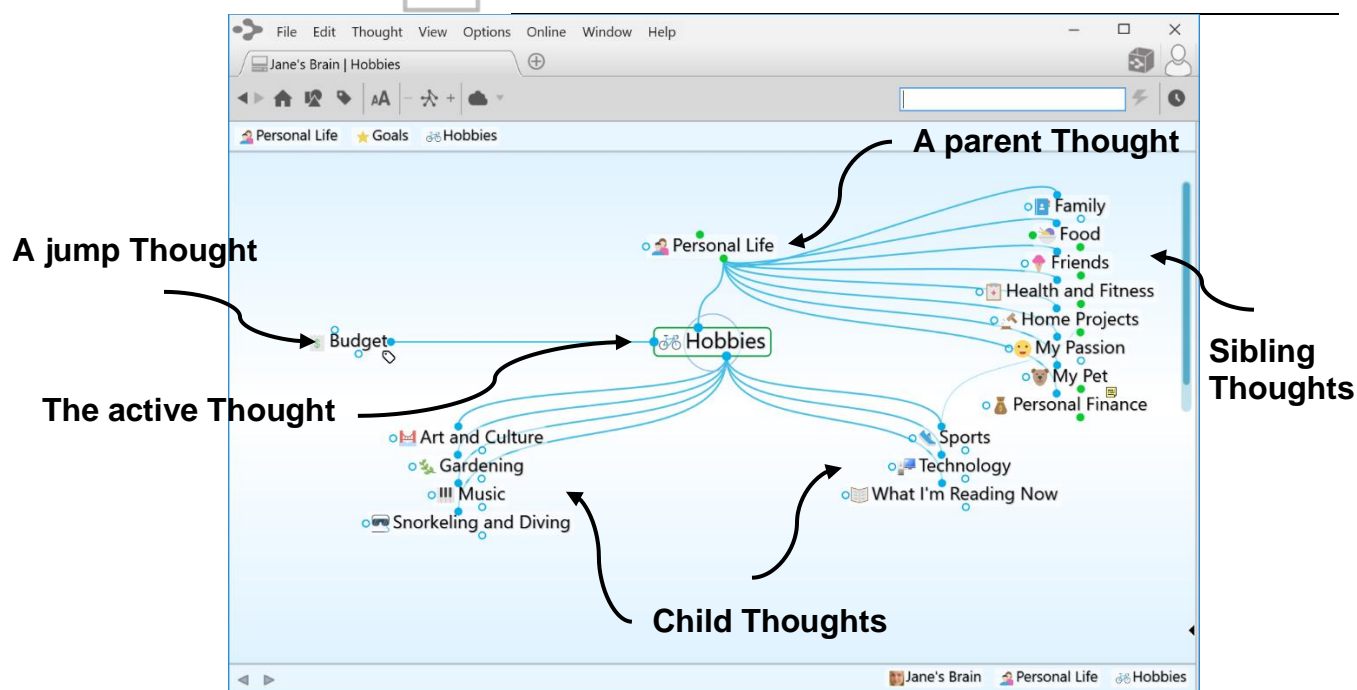 File Edit Thought View Options Online Window Help
Jane's Brain | Hobbies
AA
Personal Life Goals Hobbies
A parent Thought
Family
Food
A jump Thought
Personal Life
Friends
Health and Fitness
Home Projects
Budget
Hobbies
My Passion
Sibling
Thoughts
My Pet
The active Thought
Personal Finance
Art and Culture
Sports
Gardening
Technology
Music
What I'm Reading Now
Snorkeling and Diving
Child Thoughts
Jane's Brain Personal Life Hobbies